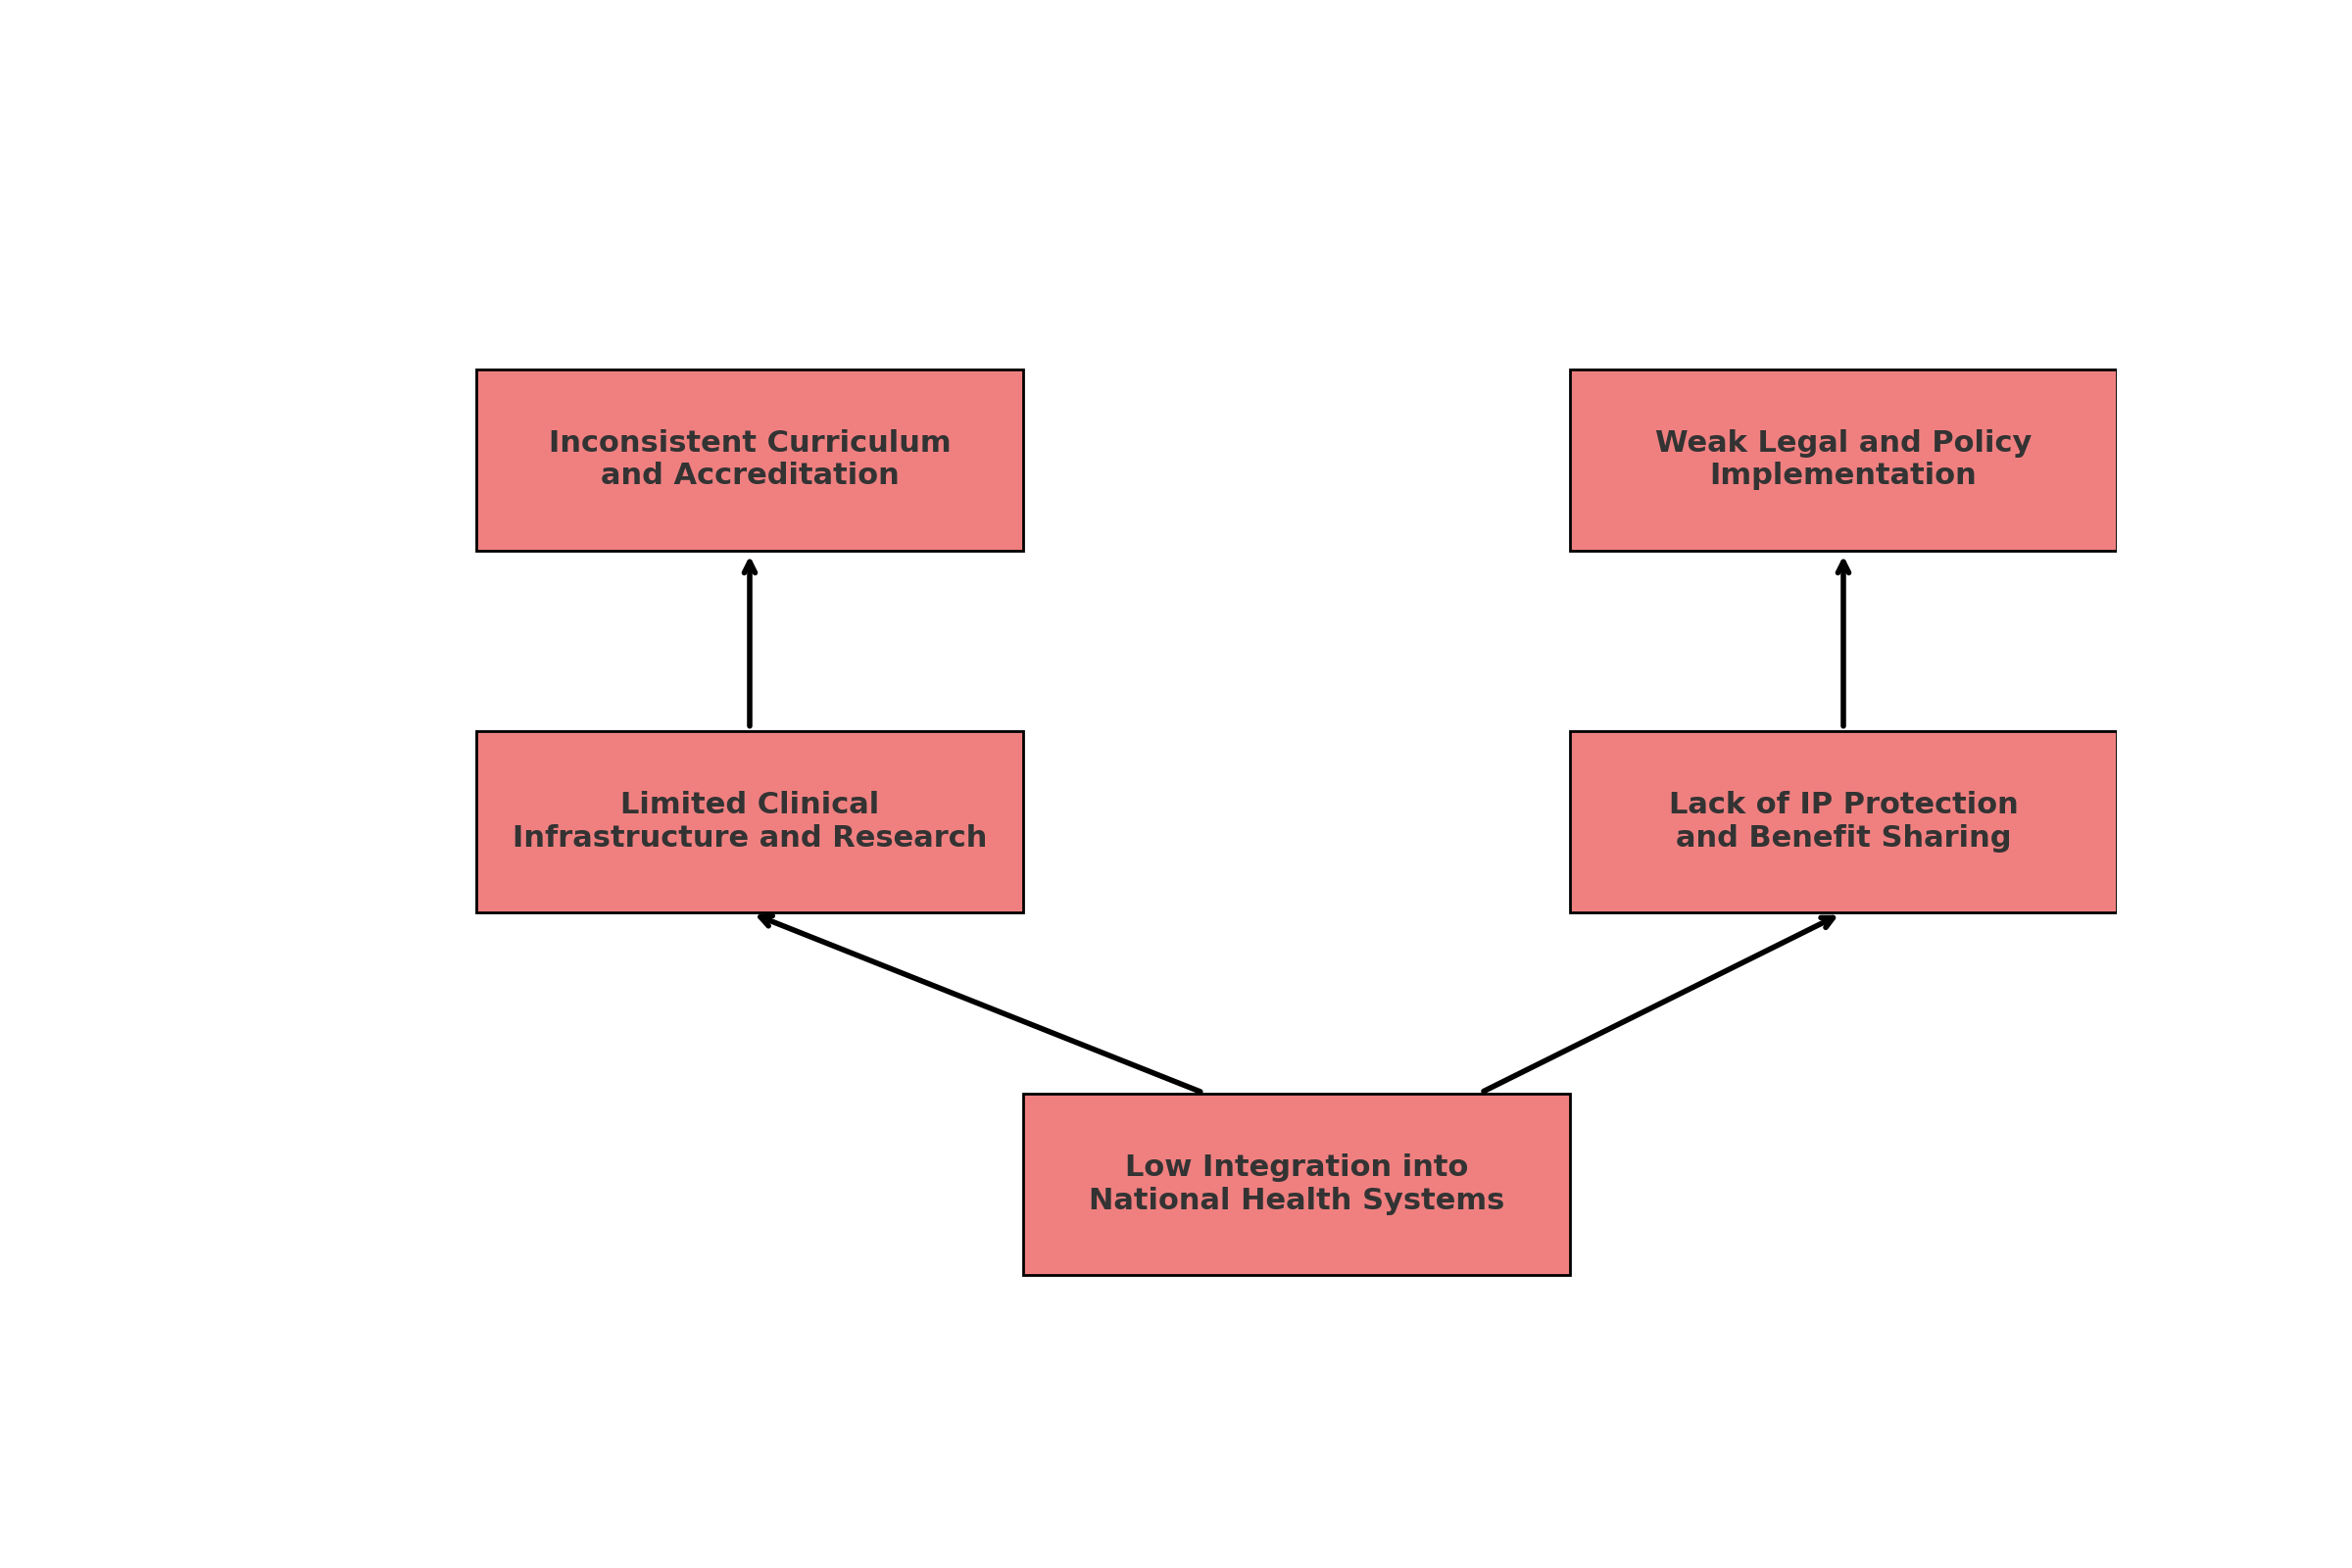 Inconsistent Curriculum
and Accreditation
Weak Legal and Policy
Implementation
Limited Clinical
Infrastructure and Research
Lack of IP Protection
and Benefit Sharing
Low Integration into
National Health Systems